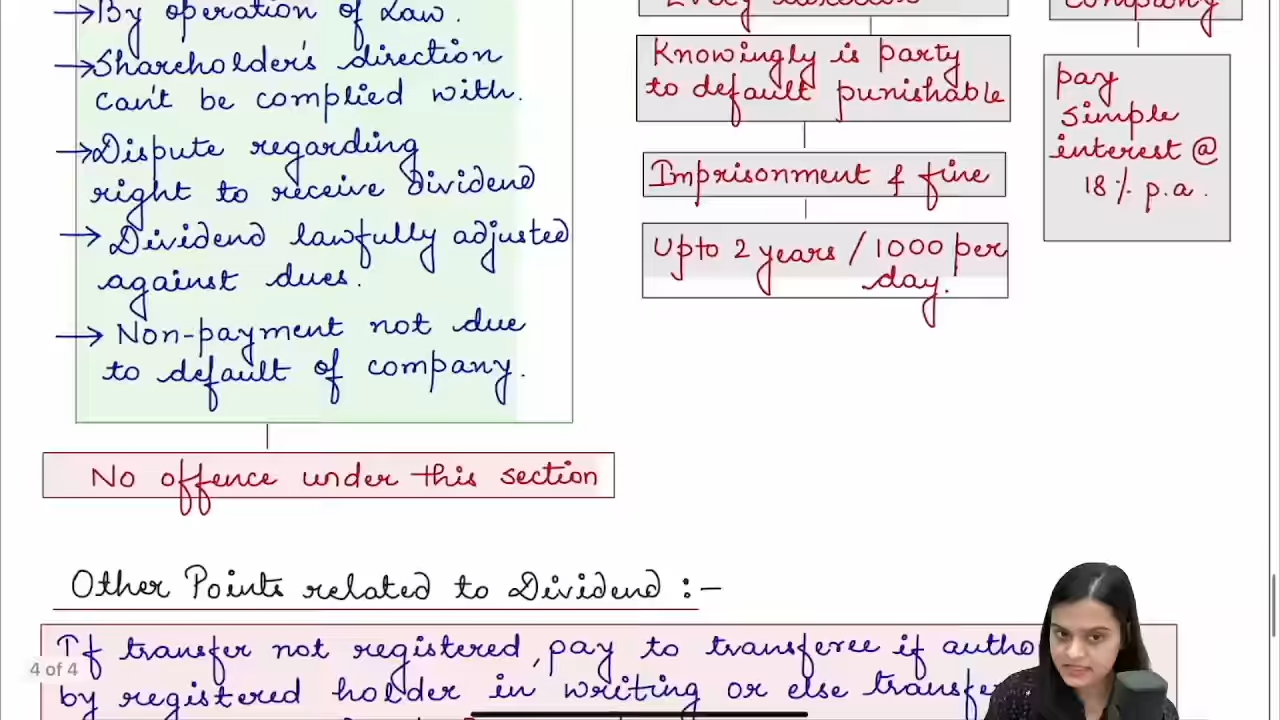 →By operation of Law.
→Shareholder's direction
can't be complied with.
→Dispute regarding
right to receive dividend
→ Dividend lawfully adjusted
against dues.
→ Non-payment not due
to default of company.
No offence under this section
Every director
Knowingly is party
to default punishable
Imprisonment & fine
Upto 2 years / 1000 per
day.
Company
pay
simple
interest @
18% p.a.
Other Points related to Dividend :-
If transfer not registered, pay to transferee if
by registered holder in writing or else
4 of 4